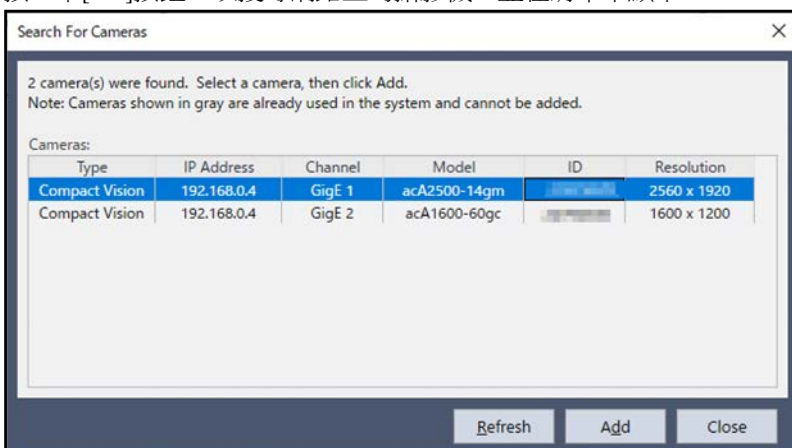 Search For Cameras
2 camera(s) were found. Select a camera, then click Add.
Note: Cameras shown in gray are already used in the system and cannot be added.
Cameras:
Type IP Address Channel Model ID Resolution
Compact Vision 192.168.0.4 GigE 1 acA2500-14gm 2560 x 1920
Compact Vision 192.168.0.4 GigE 2 acA1600-60gc 1600 x 1200
Refresh Add Close